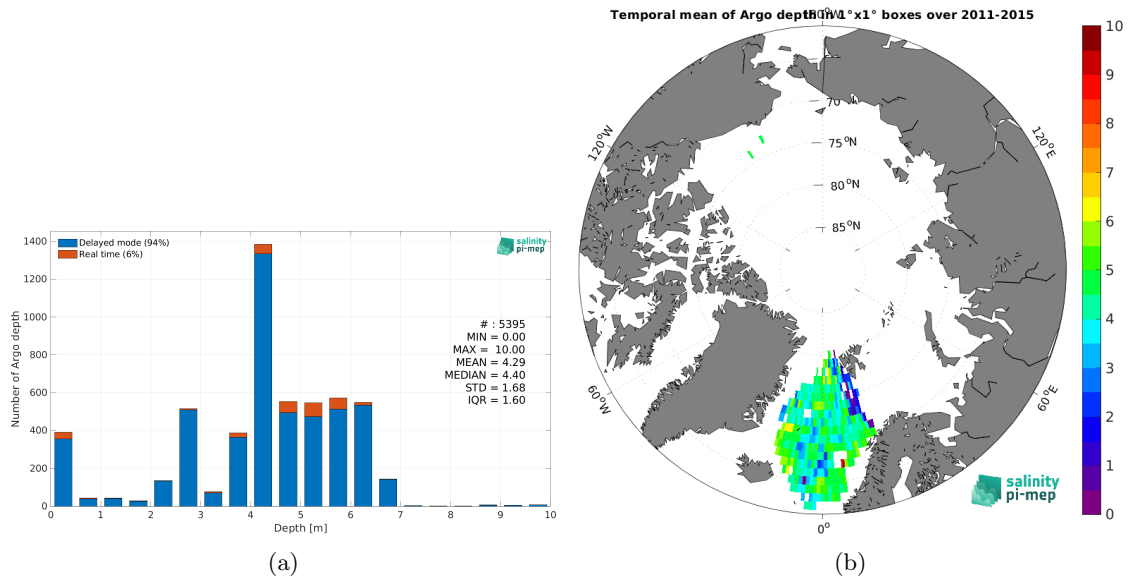 Delayed mode (94%)
Real time (6%)
salinity
pi-mep
# : 5395
MIN = 0.00
MAX = 10.00
MEAN = 4.29
MEDIAN = 4.40
STD = 1.68
IQR = 1.60
Number of Argo depth
1400
1200
1000
800
600
400
200
0
0 1 2 3 4 5 6 7 8 9 10
Depth [m]
(a)
Temporal mean of Argo depth in 1°x1° boxes over 2011-2015
180°W
120°W
120°E
60°W
60°E
0°
70°N
75°N
80°N
85°N
10
9
8
7
6
5
4
3
2
1
0
salinity
pi-mep
(b)